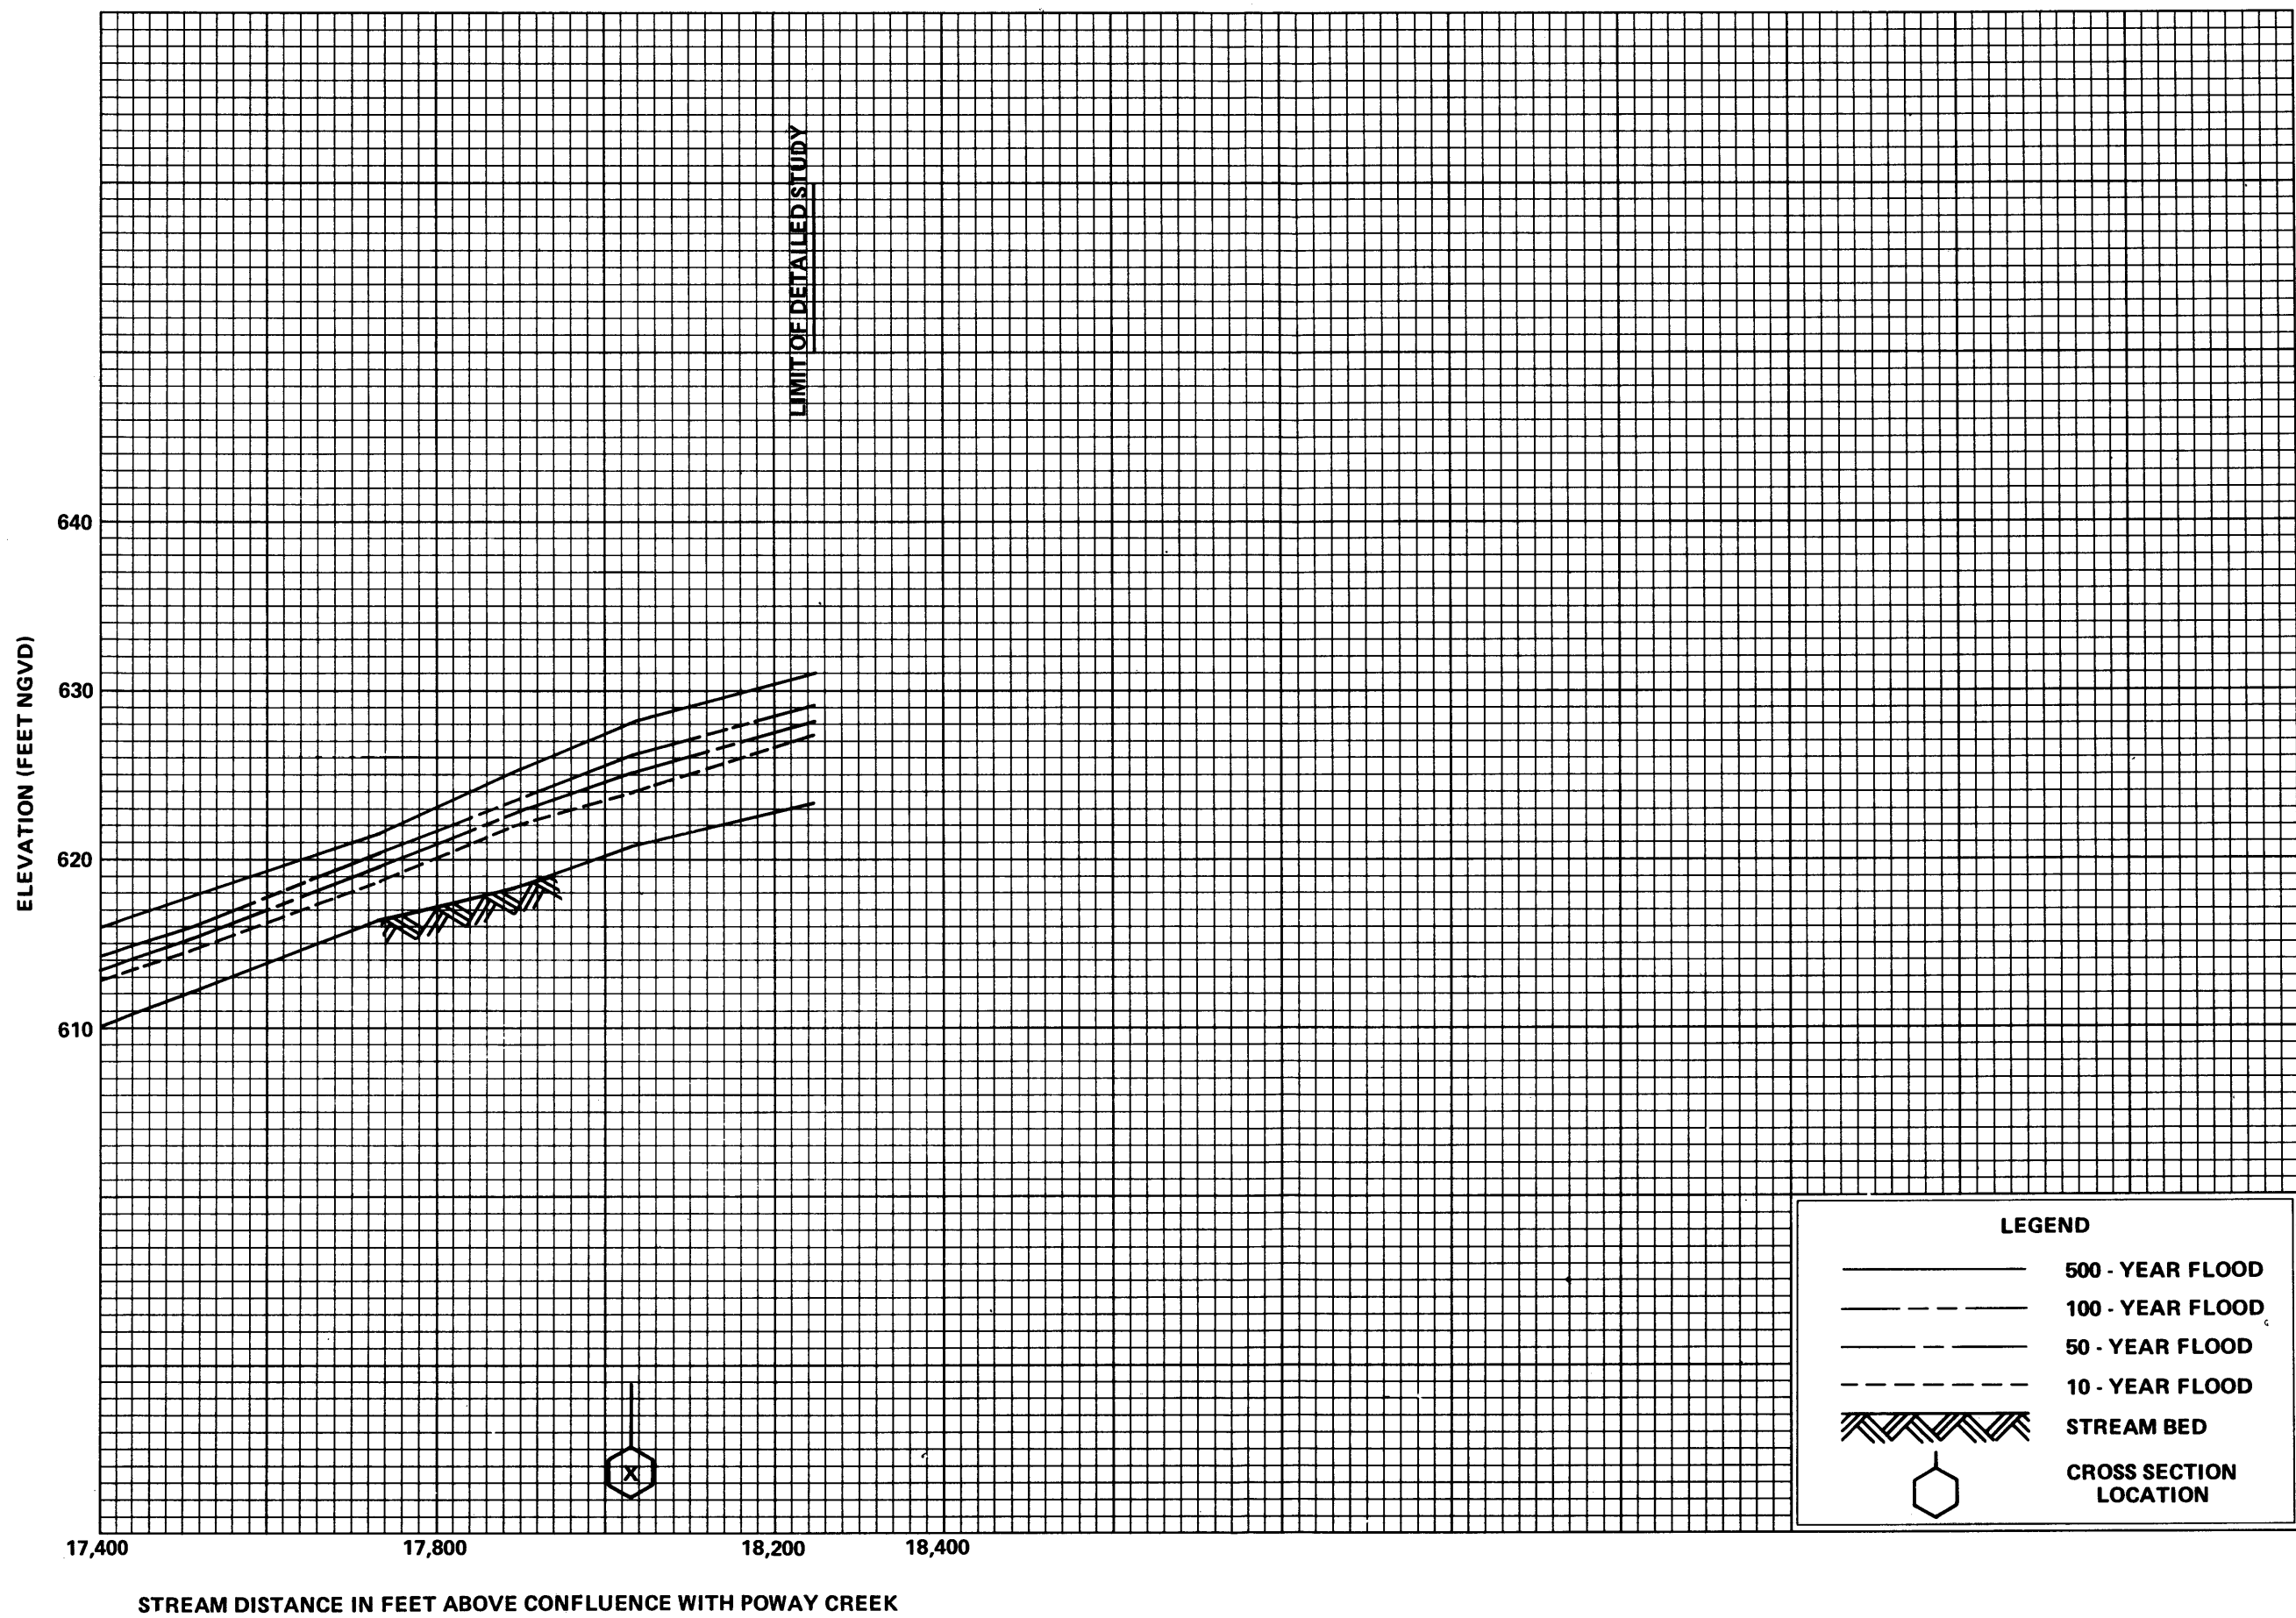 LIMIT OF DETAILED STUDY
ELEVATION (FEET NGVD)
640
630
620
610
17,400
17,800
18,200
18,400
STREAM DISTANCE IN FEET ABOVE CONFLUENCE WITH POWAY CREEK
X
LEGEND
500 - YEAR FLOOD
100 - YEAR FLOOD
50 - YEAR FLOOD
10 - YEAR FLOOD
STREAM BED
CROSS SECTION
LOCATION